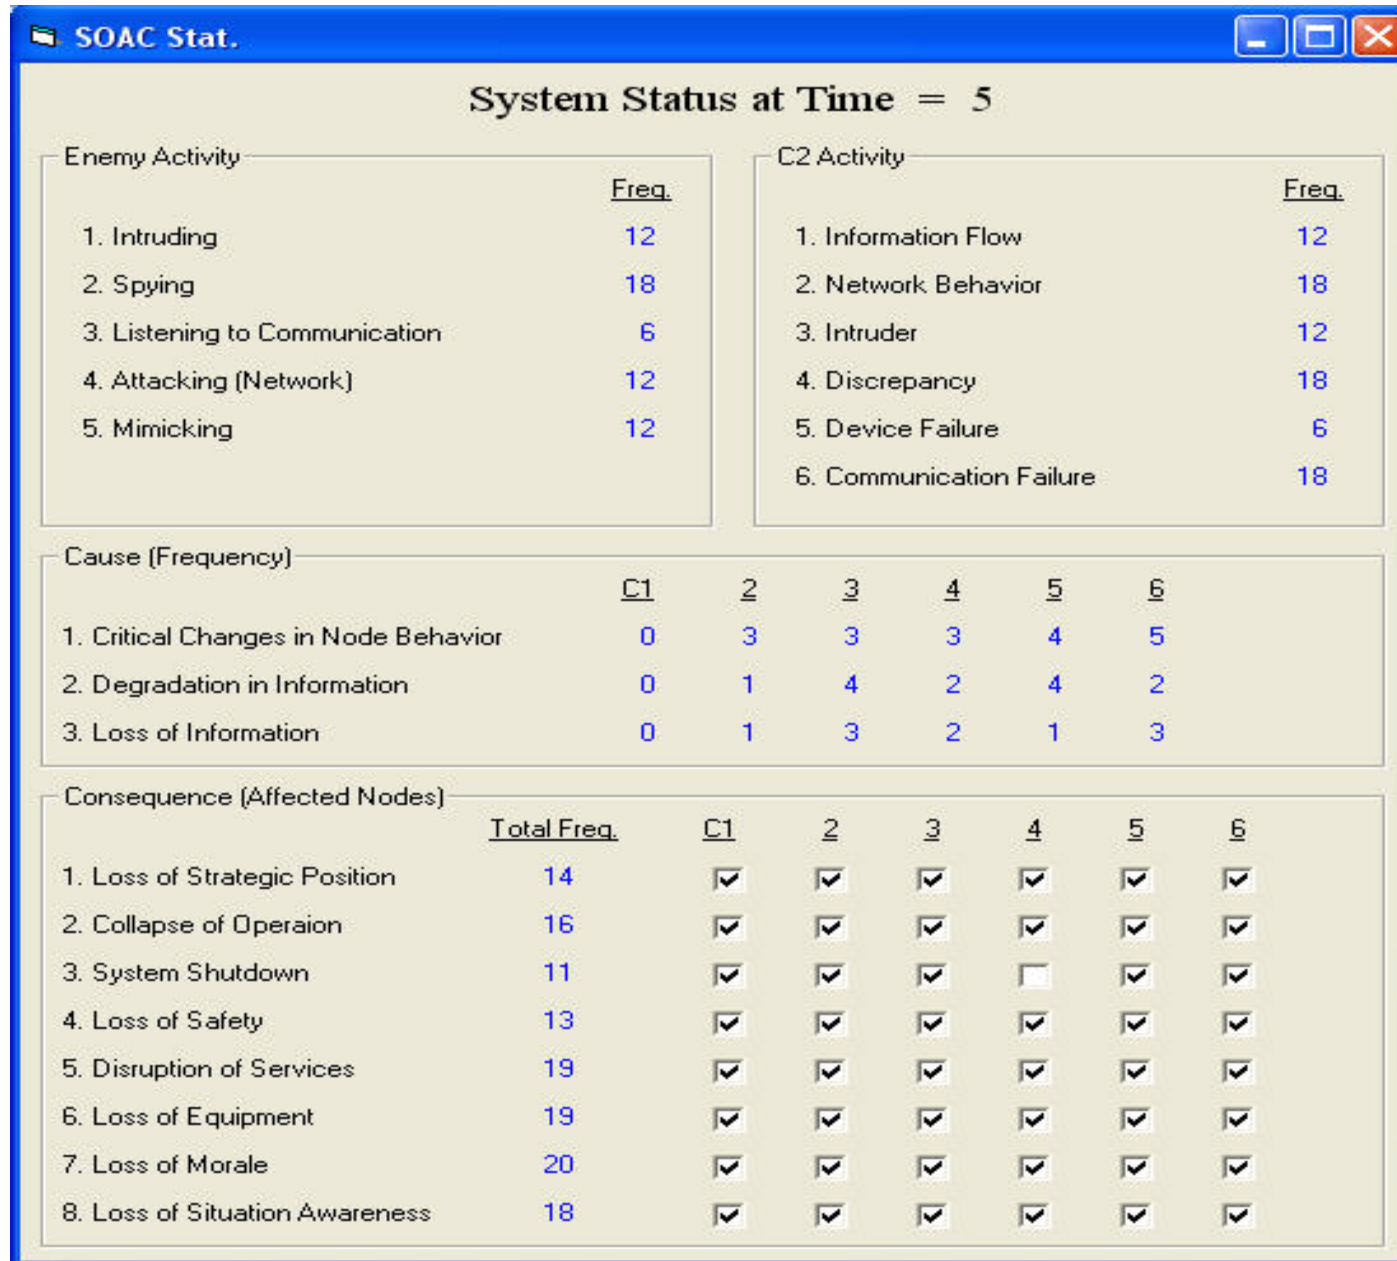 SOAC Stat.
System Status at Time = 5
Enemy Activity
Freq.
1. Intruding 12
2. Spying 18
3. Listening to Communication 6
4. Attacking (Network) 12
5. Mimicking 12
C2 Activity
Freq.
1. Information Flow 12
2. Network Behavior 18
3. Intruder 12
4. Discrepancy 18
5. Device Failure 6
6. Communication Failure 18
Cause (Frequency)
C1 2 3 4 5 6
1. Critical Changes in Node Behavior 0 3 3 3 4 5
2. Degradation in Information 0 1 4 2 4 2
3. Loss of Information 0 1 3 2 1 3
Consequence (Affected Nodes)
Total Freq. C1 2 3 4 5 6
1. Loss of Strategic Position 14
2. Collapse of Operaion 16
3. System Shutdown 11
4. Loss of Safety 13
5. Disruption of Services 19
6. Loss of Equipment 19
7. Loss of Morale 20
8. Loss of Situation Awareness 18